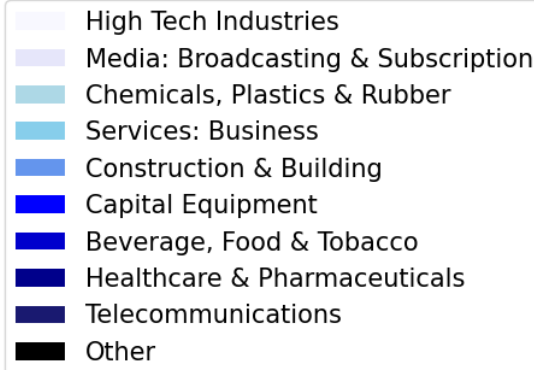 High Tech Industries
Media: Broadcasting & Subscription
Chemicals, Plastics & Rubber
Services: Business
Construction & Building
Capital Equipment
Beverage, Food & Tobacco
Healthcare & Pharmaceuticals
Telecommunications
Other